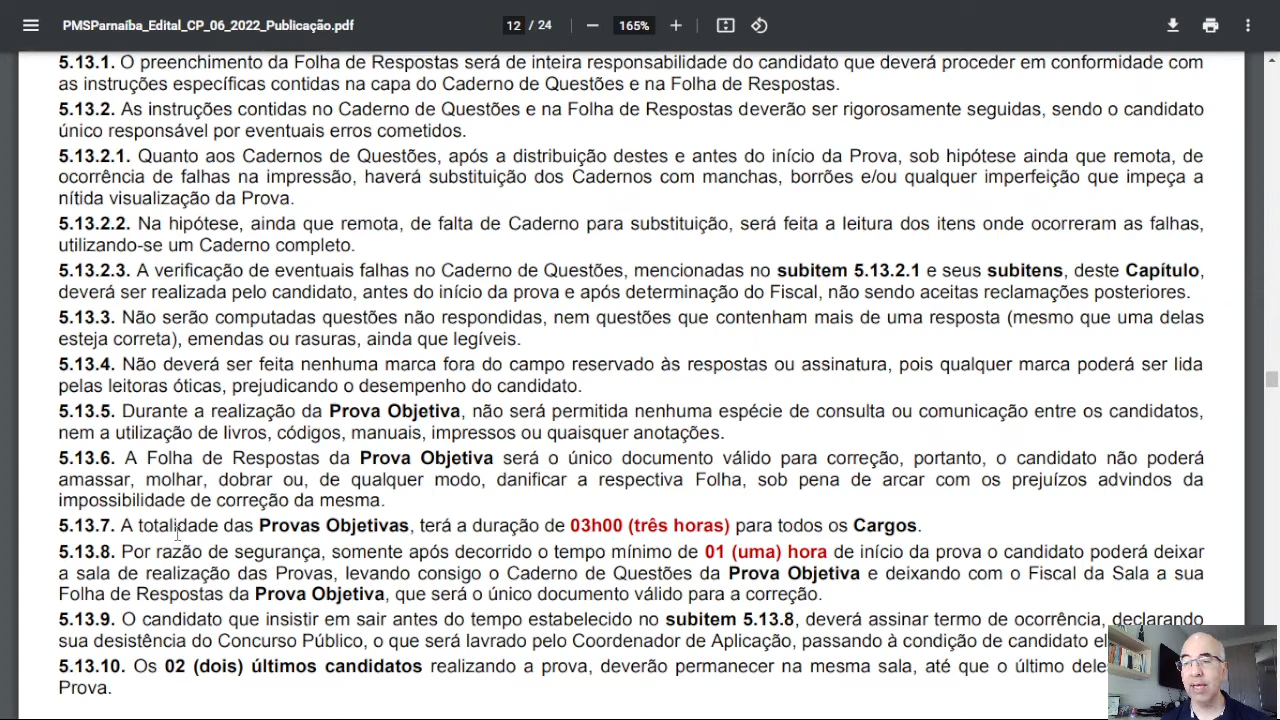 PMSParnaíba_Edital_CP_06_2022_Publicação.pdf
12 / 24
165%
5.13.1. O preenchimento da Folha de Respostas será de inteira responsabilidade do candidato que deverá proceder em conformidade com
as instruções específicas contidas na capa do Caderno de Questões e na Folha de Respostas.
5.13.2. As instruções contidas no Caderno de Questões e na Folha de Respostas deverão ser rigorosamente seguidas, sendo o candidato
único responsável por eventuais erros cometidos.
5.13.2.1. Quanto aos Cadernos de Questões, após a distribuição destes e antes do início da Prova, sob hipótese ainda que remota, de
ocorrência de falhas na impressão, haverá substituição dos Cadernos com manchas, borrões e/ou qualquer imperfeição que impeça a
nítida visualização da Prova.
5.13.2.2. Na hipótese, ainda que remota, de falta de Caderno para substituição, será feita a leitura dos itens onde ocorreram as falhas,
utilizando-se um Caderno completo.
5.13.2.3. A verificação de eventuais falhas no Caderno de Questões, mencionadas no subitem 5.13.2.1 e seus subitens, deste Capítulo,
deverá ser realizada pelo candidato, antes do início da prova e após determinação do Fiscal, não sendo aceitas reclamações posteriores.
5.13.3. Não serão computadas questões não respondidas, nem questões que contenham mais de uma resposta (mesmo que uma delas
esteja correta), emendas ou rasuras, ainda que legíveis.
5.13.4. Não deverá ser feita nenhuma marca fora do campo reservado às respostas ou assinatura, pois qualquer marca poderá ser lida
pelas leitoras óticas, prejudicando o desempenho do candidato.
5.13.5. Durante a realização da Prova Objetiva, não será permitida nenhuma espécie de consulta ou comunicação entre os candidatos,
nem a utilização de livros, códigos, manuais, impressos ou quaisquer anotações.
5.13.6. A Folha de Respostas da Prova Objetiva será o único documento válido para correção, portanto, o candidato não poderá
amassar, molhar, dobrar ou, de qualquer modo, danificar a respectiva Folha, sob pena de arcar com os prejuízos advindos da
impossibilidade de correção da mesma.
5.13.7. A totalidade das Provas Objetivas, terá a duração de 03h00 (três horas) para todos os Cargos.
5.13.8. Por razão de segurança, somente após decorrido o tempo mínimo de 01 (uma) hora de início da prova o candidato poderá deixar
a sala de realização das Provas, levando consigo o Caderno de Questões da Prova Objetiva e deixando com o Fiscal da Sala a sua
Folha de Respostas da Prova Objetiva, que será o único documento válido para a correção.
5.13.9. O candidato que insistir em sair antes do tempo estabelecido no subitem 5.13.8, deverá assinar termo de ocorrência, declarando
sua desistência do Concurso Público, o que será lavrado pelo Coordenador de Aplicação, passando à condição de candidato
5.13.10. Os 02 (dois) últimos candidatos realizando a prova, deverão permanecer na mesma sala, até que o último
Prova.